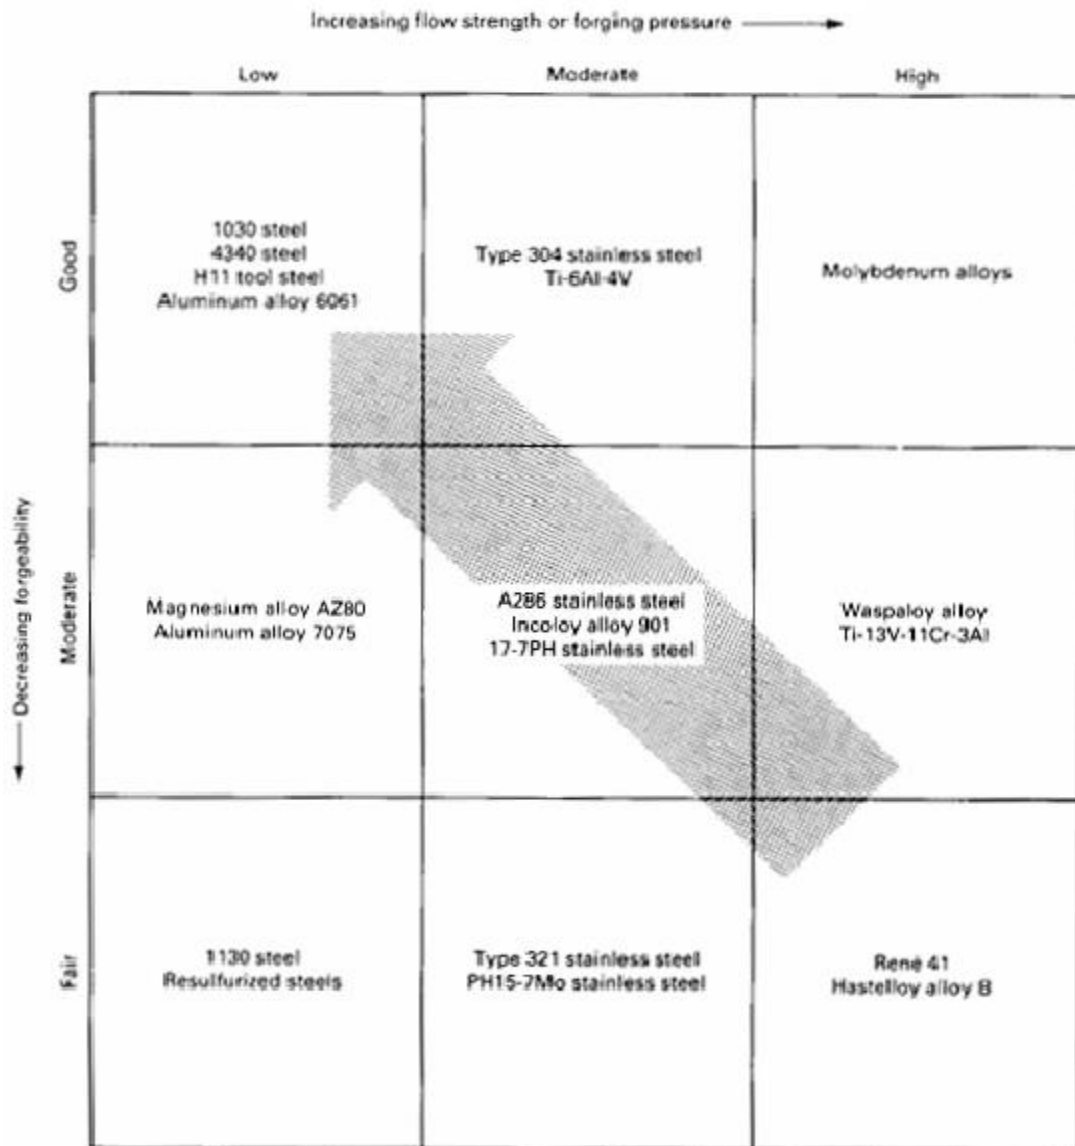 Increasing flow strength or forging pressure
Low
Moderate
High
Good
1030 steel
4340 steel
H11 tool steel
Aluminum alloy 6061
Type 304 stainless steel
Ti-6Al-4V
Molybdenum alloys
Decreasing forgeability
Moderate
Magnesium alloy AZ80
Aluminum alloy 7075
A286 stainless steel
Incoloy alloy 901
17-7PH stainless steel
Waspaloy alloy
Ti-13V-11Cr-3Al
Fair
1130 steel
Resulfurized steels
Type 321 stainless steel
PH15-7Mo stainless steel
René 41
Hastelloy alloy B